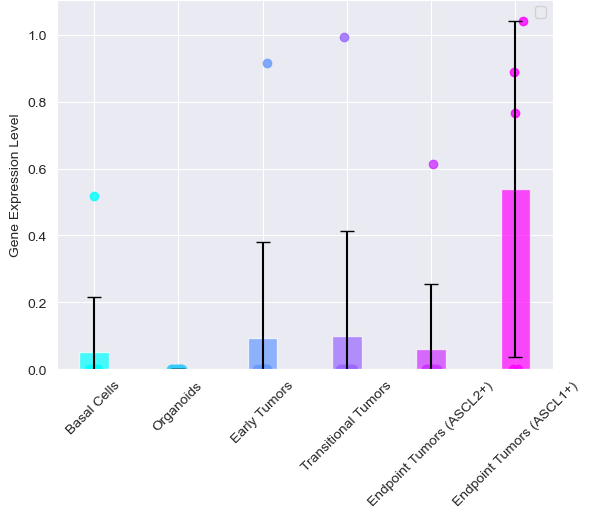 1.0
0.8
0.6
0.4
0.2
0.0
Gene Expression Level
Basal Cells
Organoids
Early Tumors
Transitional Tumors
Endpoint Tumors (ASCL2+)
Endpoint Tumors (ASCL1+)